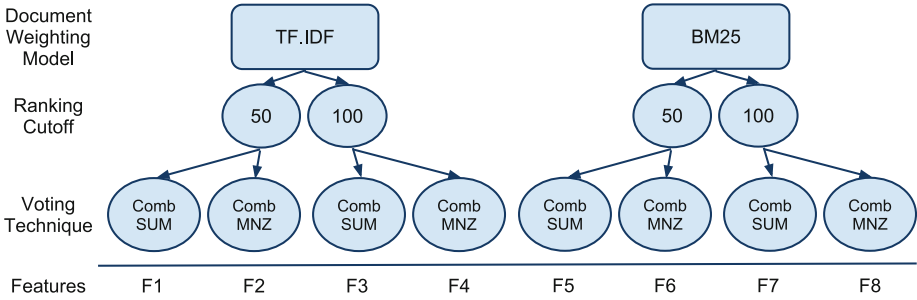 Document
Weighting
Model
TF.IDF
BM25
Ranking
Cutoff
50
100
50
100
Voting
Technique
Comb
SUM
Comb
MNZ
Comb
SUM
Comb
MNZ
Comb
SUM
Comb
MNZ
Comb
SUM
Comb
MNZ
Features F1 F2 F3 F4 F5 F6 F7 F8